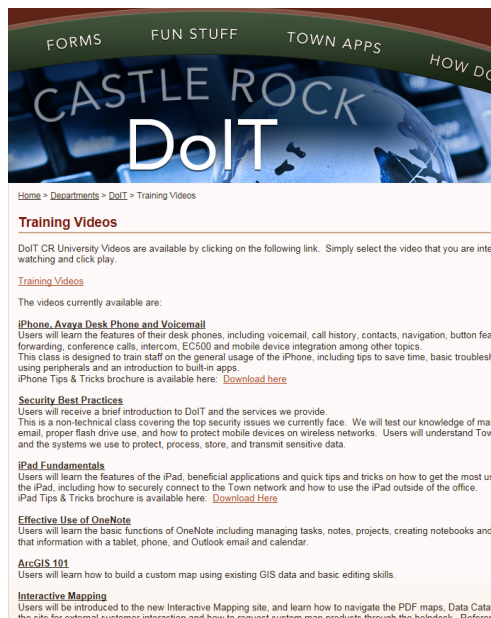 FORMS
FUN STUFF
TOWN APPS
HOW
CASTLE ROCK
DoIT
Home > Departments > DoIT > Training Videos
Training Videos
DoIT CR University Videos are available by clicking on the following link. Simply select the video that you are
watching and click play.
Training Videos
The videos currently available are:
iPhone, Avaya Desk Phone and Voicemail
Users will learn the features of their desk phones, including voicemail, call history, contacts, navigation, button
forwarding, conference calls, intercom, EC500 and mobile device integration among other topics.
This class is designed to train staff on the general usage of the iPhone, including tips to save time, basic
using peripherals and an introduction to built-in apps.
iPhone Tips & Tricks brochure is available here: Download here
Security Best Practices
Users will receive a brief introduction to DoIT and the services we provide.
This is a non-technical class covering the top security issues we currently face. We will test our knowledge of
email, proper flash drive use, and how to protect mobile devices on wireless networks. Users will understand
and the systems we use to protect, process, store, and transmit sensitive data.
iPad Fundamentals
Users will learn the features of the iPad, beneficial applications and quick tips and tricks on how to get the most
the iPad, including how to securely connect to the Town network and how to use the iPad outside of the office.
iPad Tips & Tricks brochure is available here: Download Here
Effective Use of OneNote
Users will learn the basic functions of OneNote including managing tasks, notes, projects, creating notebooks and
that information with a tablet, phone, and Outlook email and calendar.
ArcGIS 101
Users will learn how to build a custom map using existing GIS data and basic editing skills.
Interactive Mapping
Users will be introduced to the new Interactive Mapping site, and learn how to navigate the PDF maps, Data
the site for external customer interaction and how to request custom map products through the helpdesk.